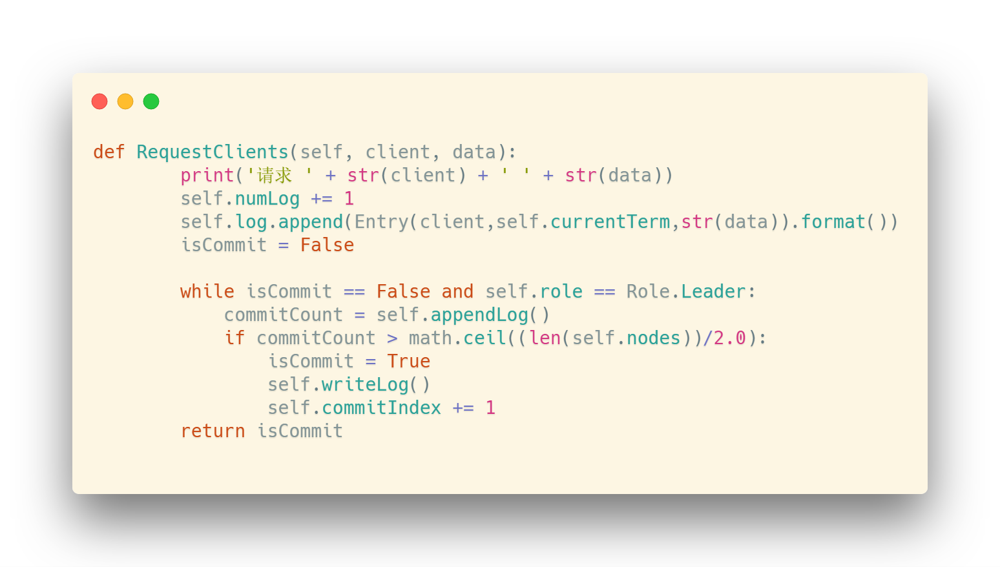 def RequestClients(self, client, data):
        print('请求 ' + str(client) + ' ' + str(data))
        self.numLog += 1
        self.log.append(Entry(client,self.currentTerm,str(data)).format())
        isCommit = False

        while isCommit == False and self.role == Role.Leader:
            commitCount = self.appendLog()
            if commitCount > math.ceil((len(self.nodes))/2.0):
                isCommit = True
                self.writeLog()
                self.commitIndex += 1
        return isCommit